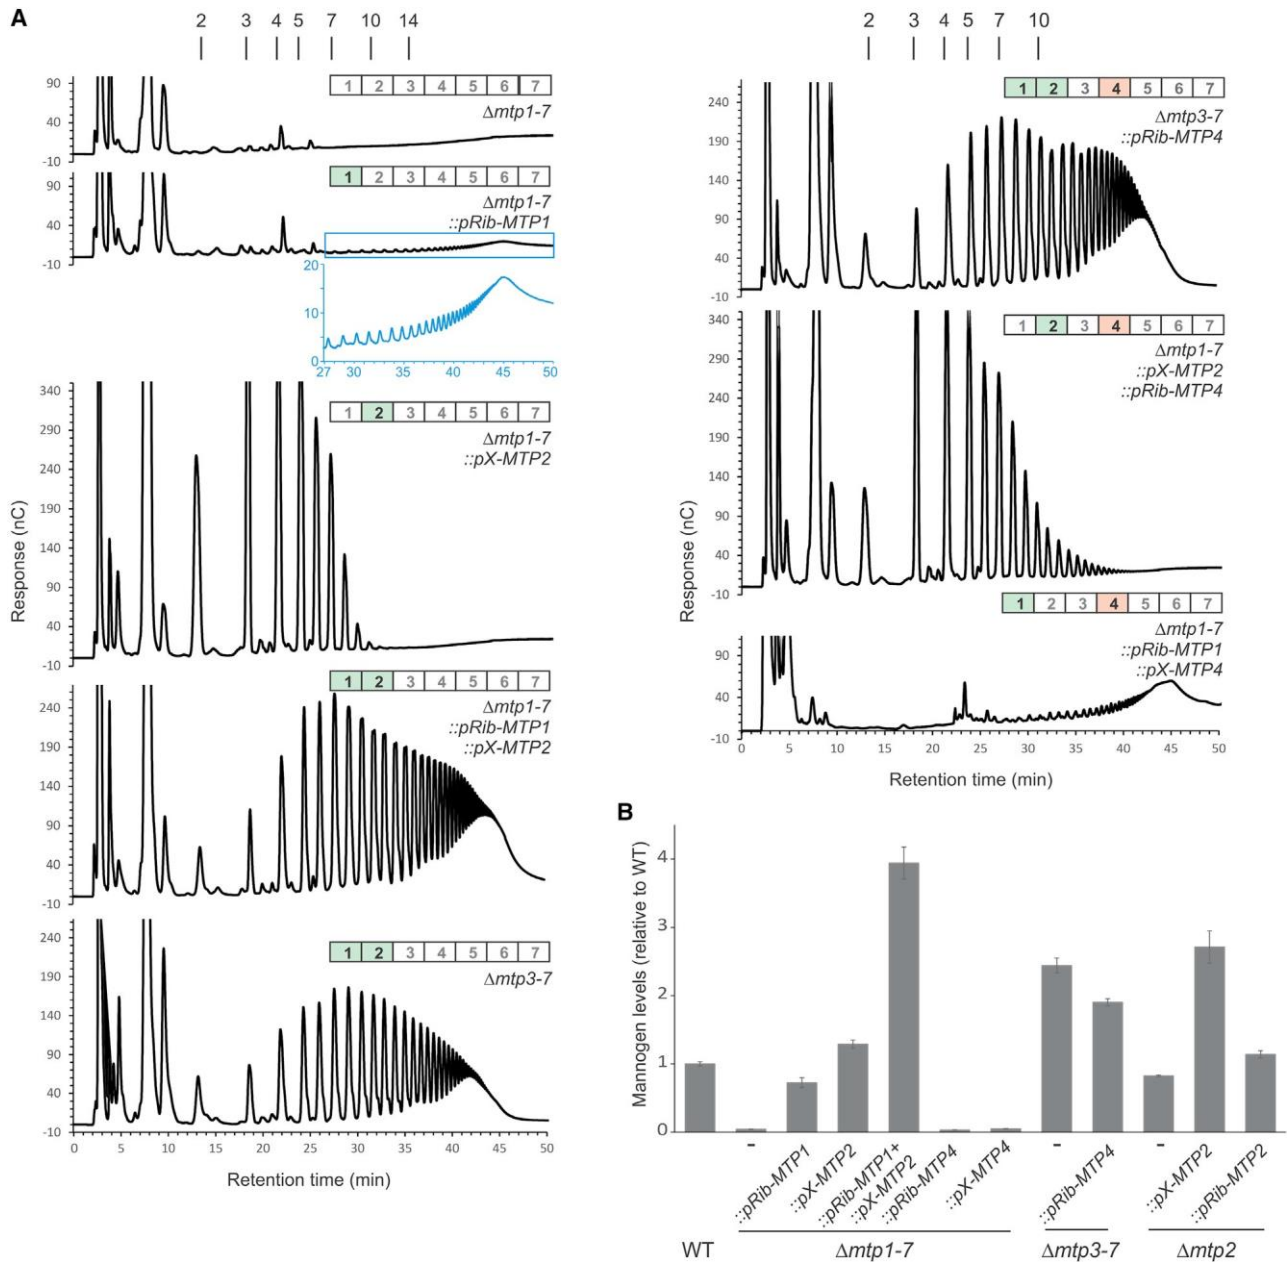 A
2 3 4 5 7 10 14
90
40
-10
1 2 3 4 5 6 7
Δmtp1-7
90
40
-10
1 2 3 4 5 6 7
Δmtp1-7
::pRib-MTP1
20
10
0
27 30 35 40 45 50
340
290
240
190
140
90
40
-10
1 2 3 4 5 6 7
Δmtp1-7
::pX-MTP2
Response (nC)
240
190
140
90
40
-10
1 2 3 4 5 6 7
Δmtp1-7
::pRib-MTP1
::pX-MTP2
240
190
140
90
40
-10
1 2 3 4 5 6 7
Δmtp3-7
0 5 10 15 20 25 30 35 40 45 50
Retention time (min)
2 3 4 5 7 10
240
190
140
90
40
-10
1 2 3 4 5 6 7
Δmtp3-7
::pRib-MTP4
340
290
240
190
140
90
40
-10
1 2 3 4 5 6 7
Δmtp1-7
::pX-MTP2
::pRib-MTP4
Response (nC)
90
40
-10
1 2 3 4 5 6 7
Δmtp1-7
::pRib-MTP1
::pX-MTP4
0 5 10 15 20 25 30 35 40 45 50
Retention time (min)
B
Mannogen levels (relative to WT)
4
3
2
1
0
WT
–
::pRib-MTP1
::pX-MTP2
::pRib-MTP1+
::pX-MTP2
::pRib-MTP4
::pX-MTP4
Δmtp1-7
–
::pRib-MTP4
Δmtp3-7
–
::pX-MTP2
::pRib-MTP2
Δmtp2